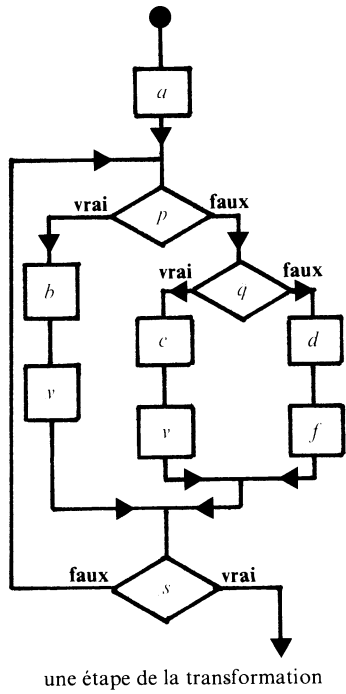 a
p
vrai
faux
b
q
vrai
faux
c
d
v
v
f
s
faux
vrai
une étape de la transformation